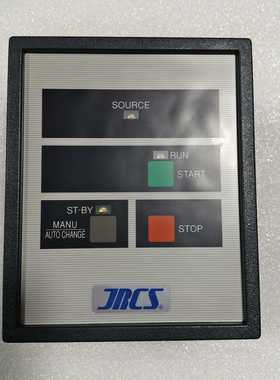 SOURCE
RUN
START
ST-BY
MANU
AUTO CHANGE
STOP
JRCS